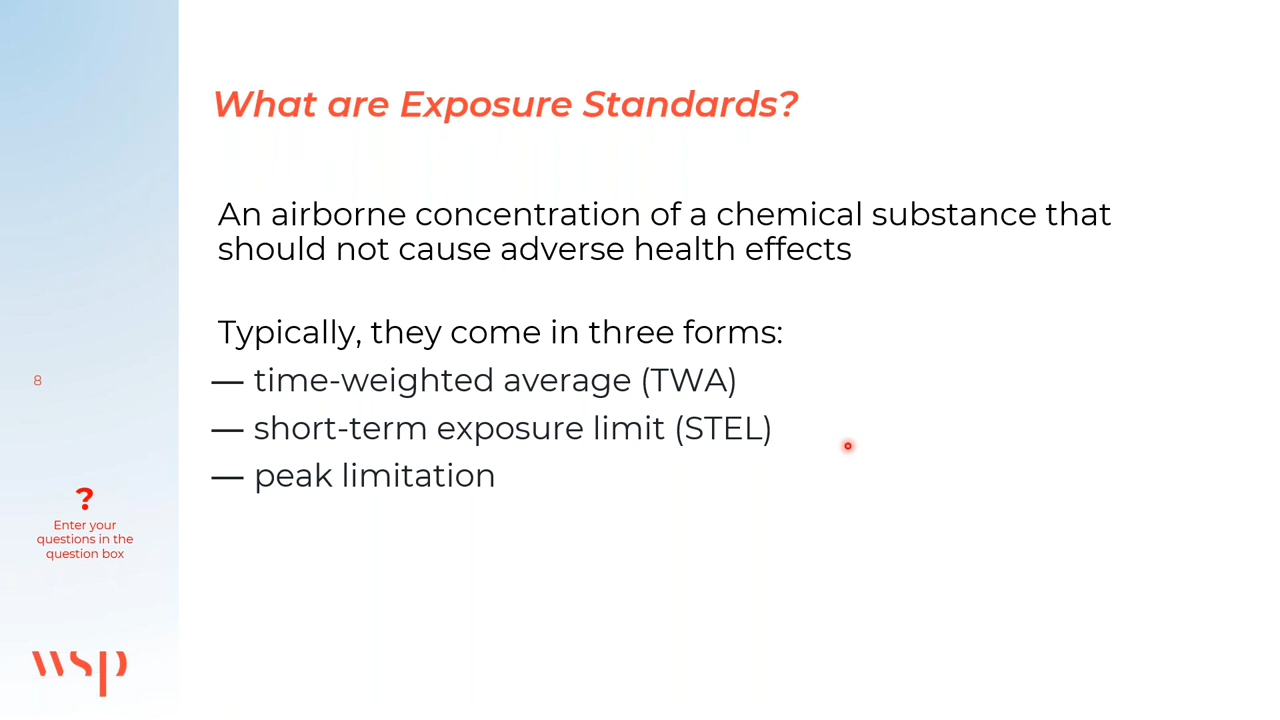 What are Exposure Standards?
An airborne concentration of a chemical substance that
should not cause adverse health effects
Typically, they come in three forms:
— time-weighted average (TWA)
— short-term exposure limit (STEL)
— peak limitation
8
?
Enter your
questions in the
question box
wsp